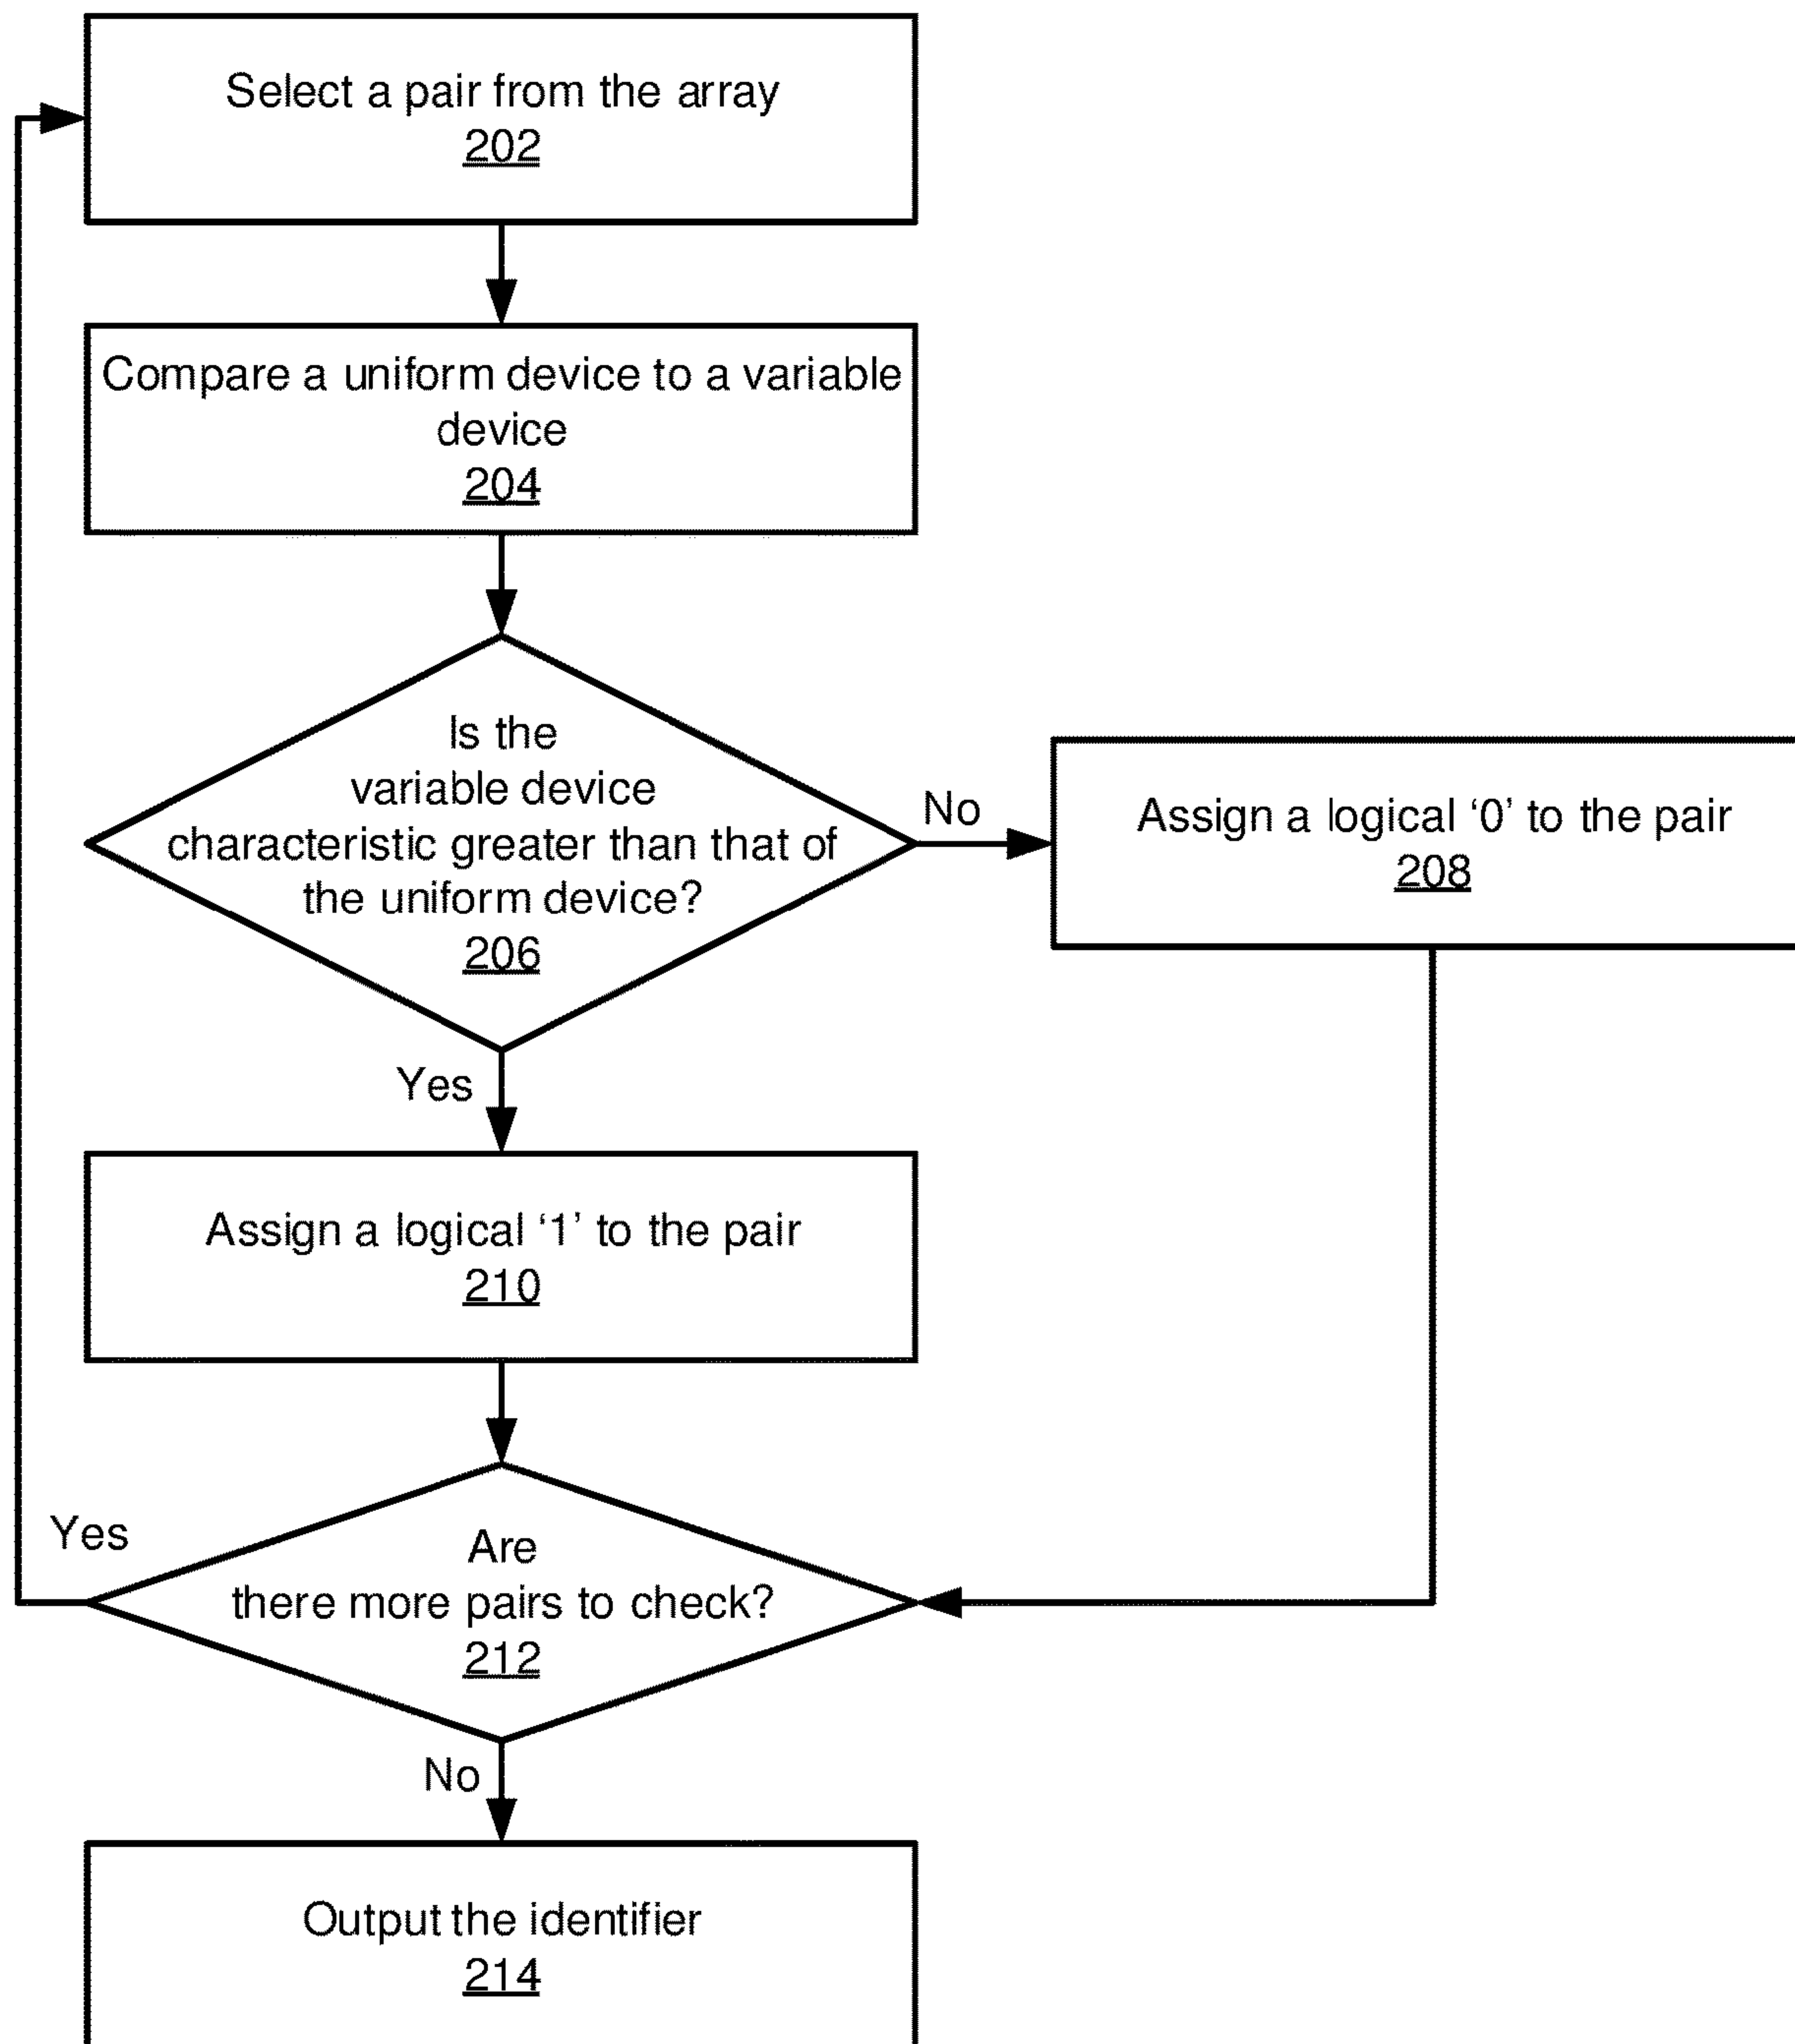 Select a pair from the array
202
Compare a uniform device to a variable
device
204
Is the
variable device
characteristic greater than that of
the uniform device?
206
No
Assign a logical ‘0’ to the pair
208
Yes
Assign a logical ‘1’ to the pair
210
Yes
Are
there more pairs to check?
212
No
Output the identifier
214